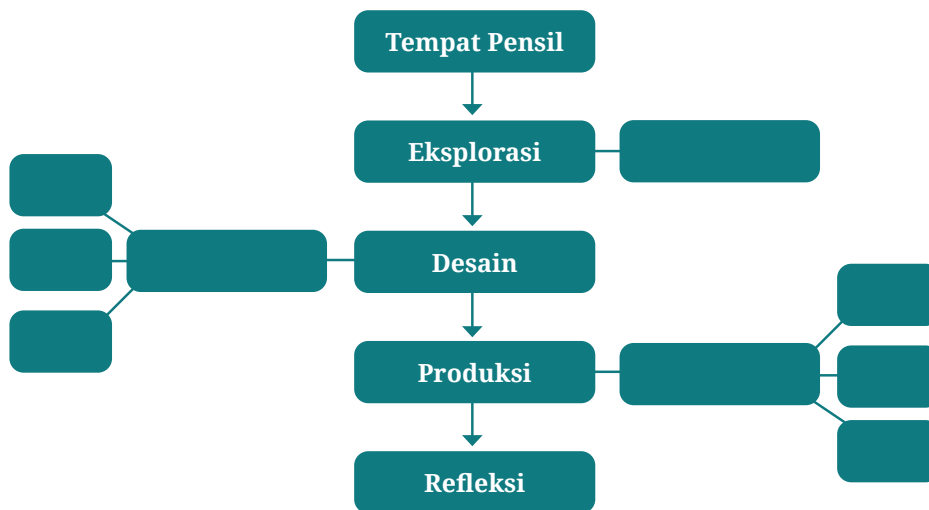 Tempat Pensil
Eksplorasi
Desain
Produksi
Refleksi